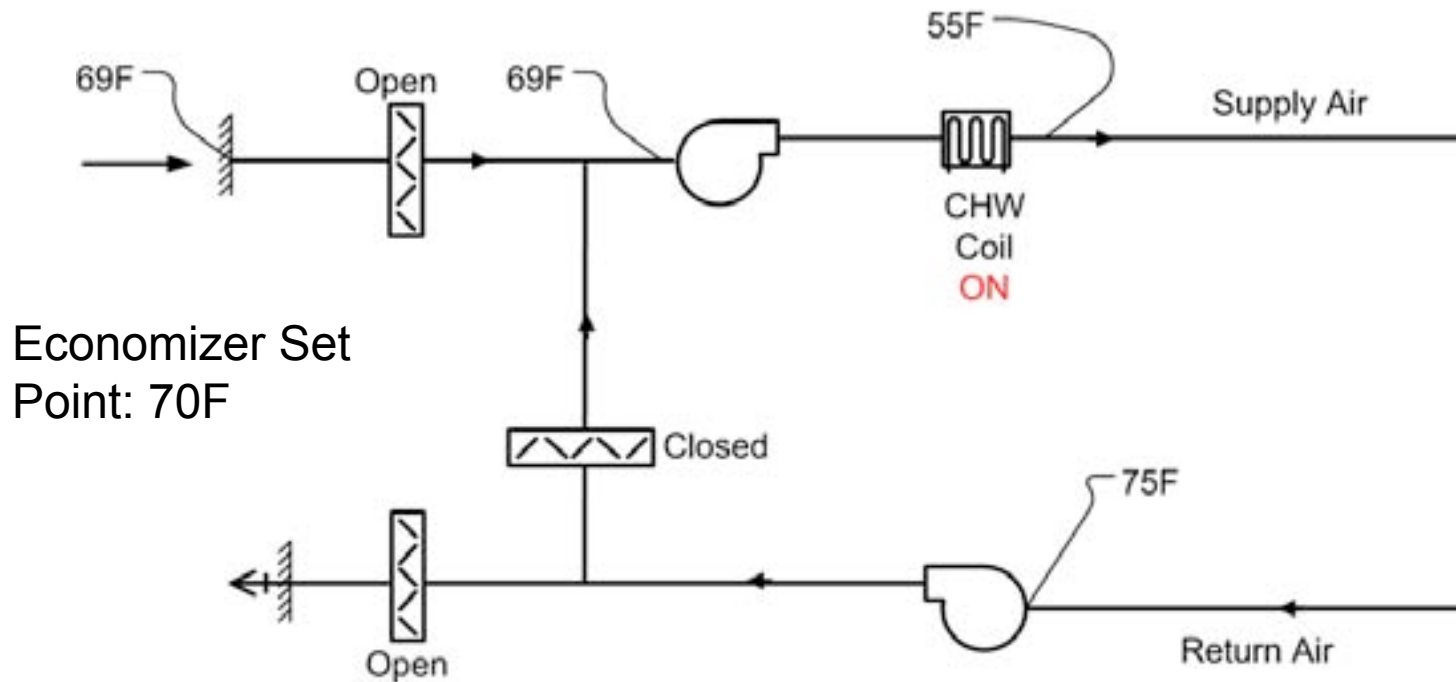 55F
69F
Open
69F
Supply Air
CHW
Coil
ON
Economizer Set
Point: 70F
Closed
75F
Open
Return Air